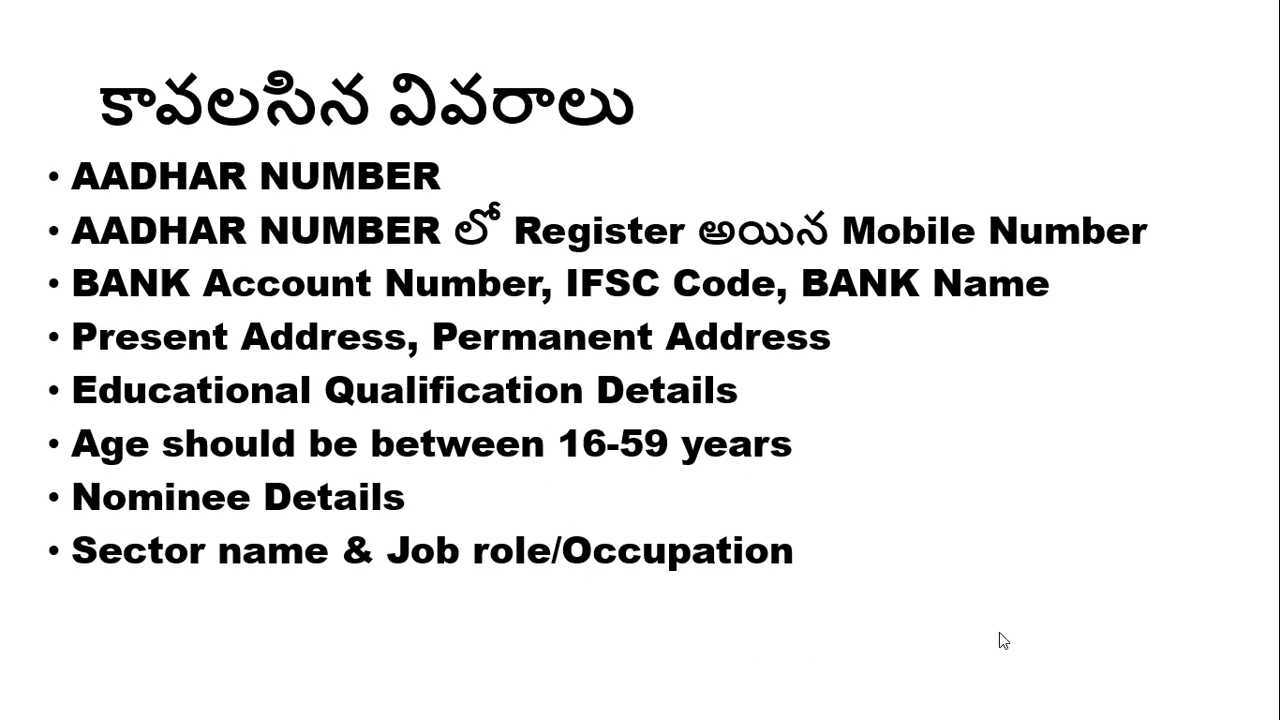 కావలసిన వివరాలు
• AADHAR NUMBER
• AADHAR NUMBER లో Register అయిన Mobile Number
• BANK Account Number, IFSC Code, BANK Name
• Present Address, Permanent Address
• Educational Qualification Details
• Age should be between 16-59 years
• Nominee Details
• Sector name & Job role/Occupation